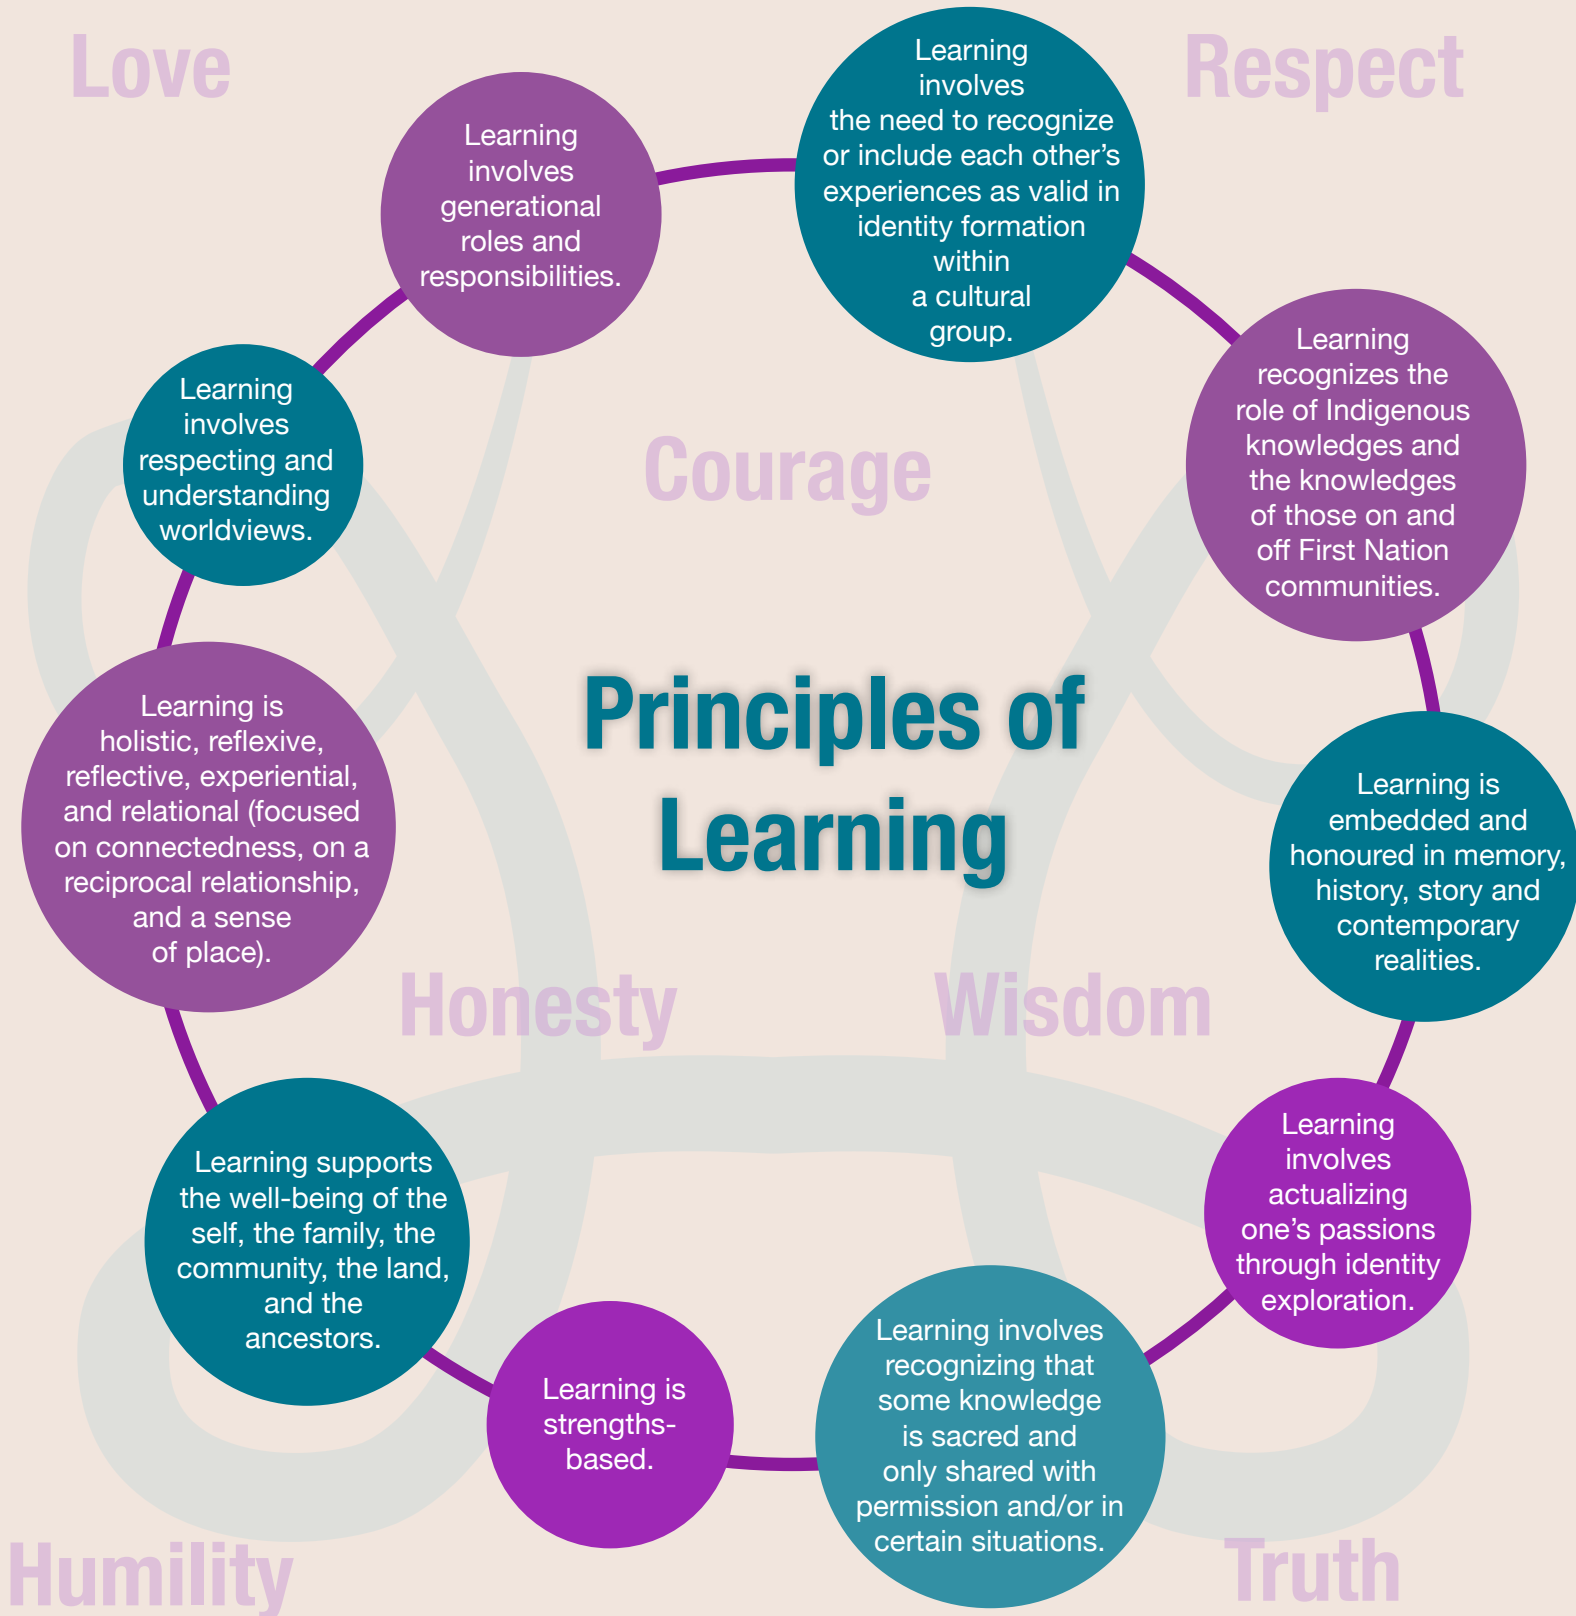 Love
Respect
Learning
involves
the need to recognize
or include each other’s
experiences as valid in
identity formation
within
a cultural
group.
Learning
involves
generational
roles and
responsibilities.
Learning
recognizes the
role of Indigenous
knowledges and
the knowledges
of those on and
off First Nation
communities.
Learning
involves
respecting and
understanding
worldviews.
Courage
Principles of
Learning
Learning is
holistic, reflexive,
reflective, experiential,
and relational (focused
on connectedness, on a
reciprocal relationship,
and a sense
of place).
Learning is
embedded and
honoured in memory,
history, story and
contemporary
realities.
Honesty
Wisdom
Learning
involves
actualizing
one’s passions
through identity
exploration.
Learning supports
the well-being of the
self, the family, the
community, the land,
and the
ancestors.
Learning is
strengths-
based.
Learning involves
recognizing that
some knowledge
is sacred and
only shared with
permission and/or in
certain situations.
Humility
Truth